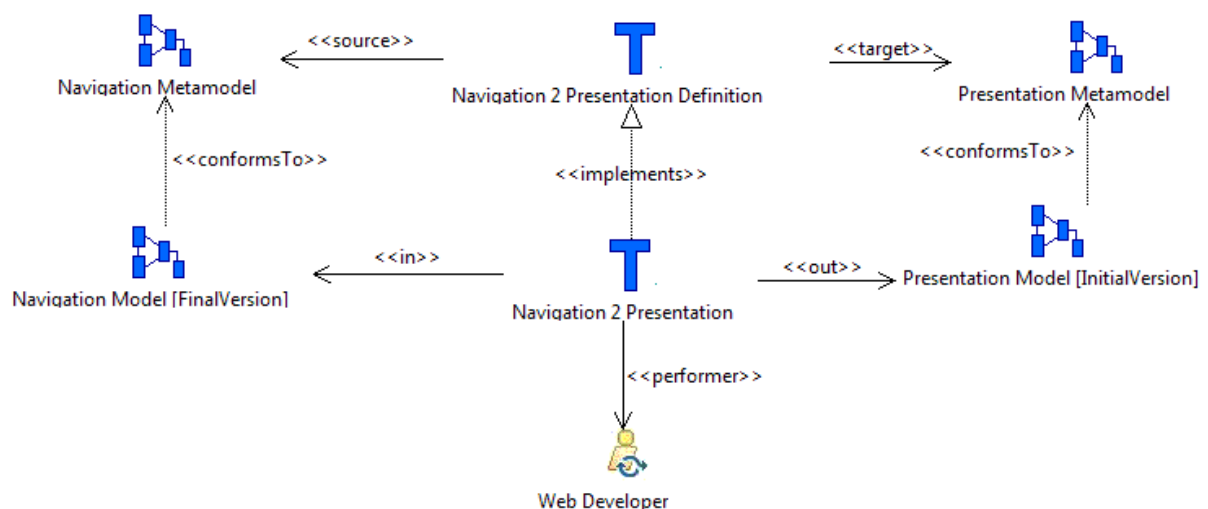 <<source>>
<<target>>
Navigation Metamodel
Navigation 2 Presentation Definition
Presentation Metamodel
<<conformsTo>>
<<implements>>
<<conformsTo>>
<<in>>
<<out>>
Navigation Model [FinalVersion]
Navigation 2 Presentation
Presentation Model [InitialVersion]
<<performer>>
Web Developer